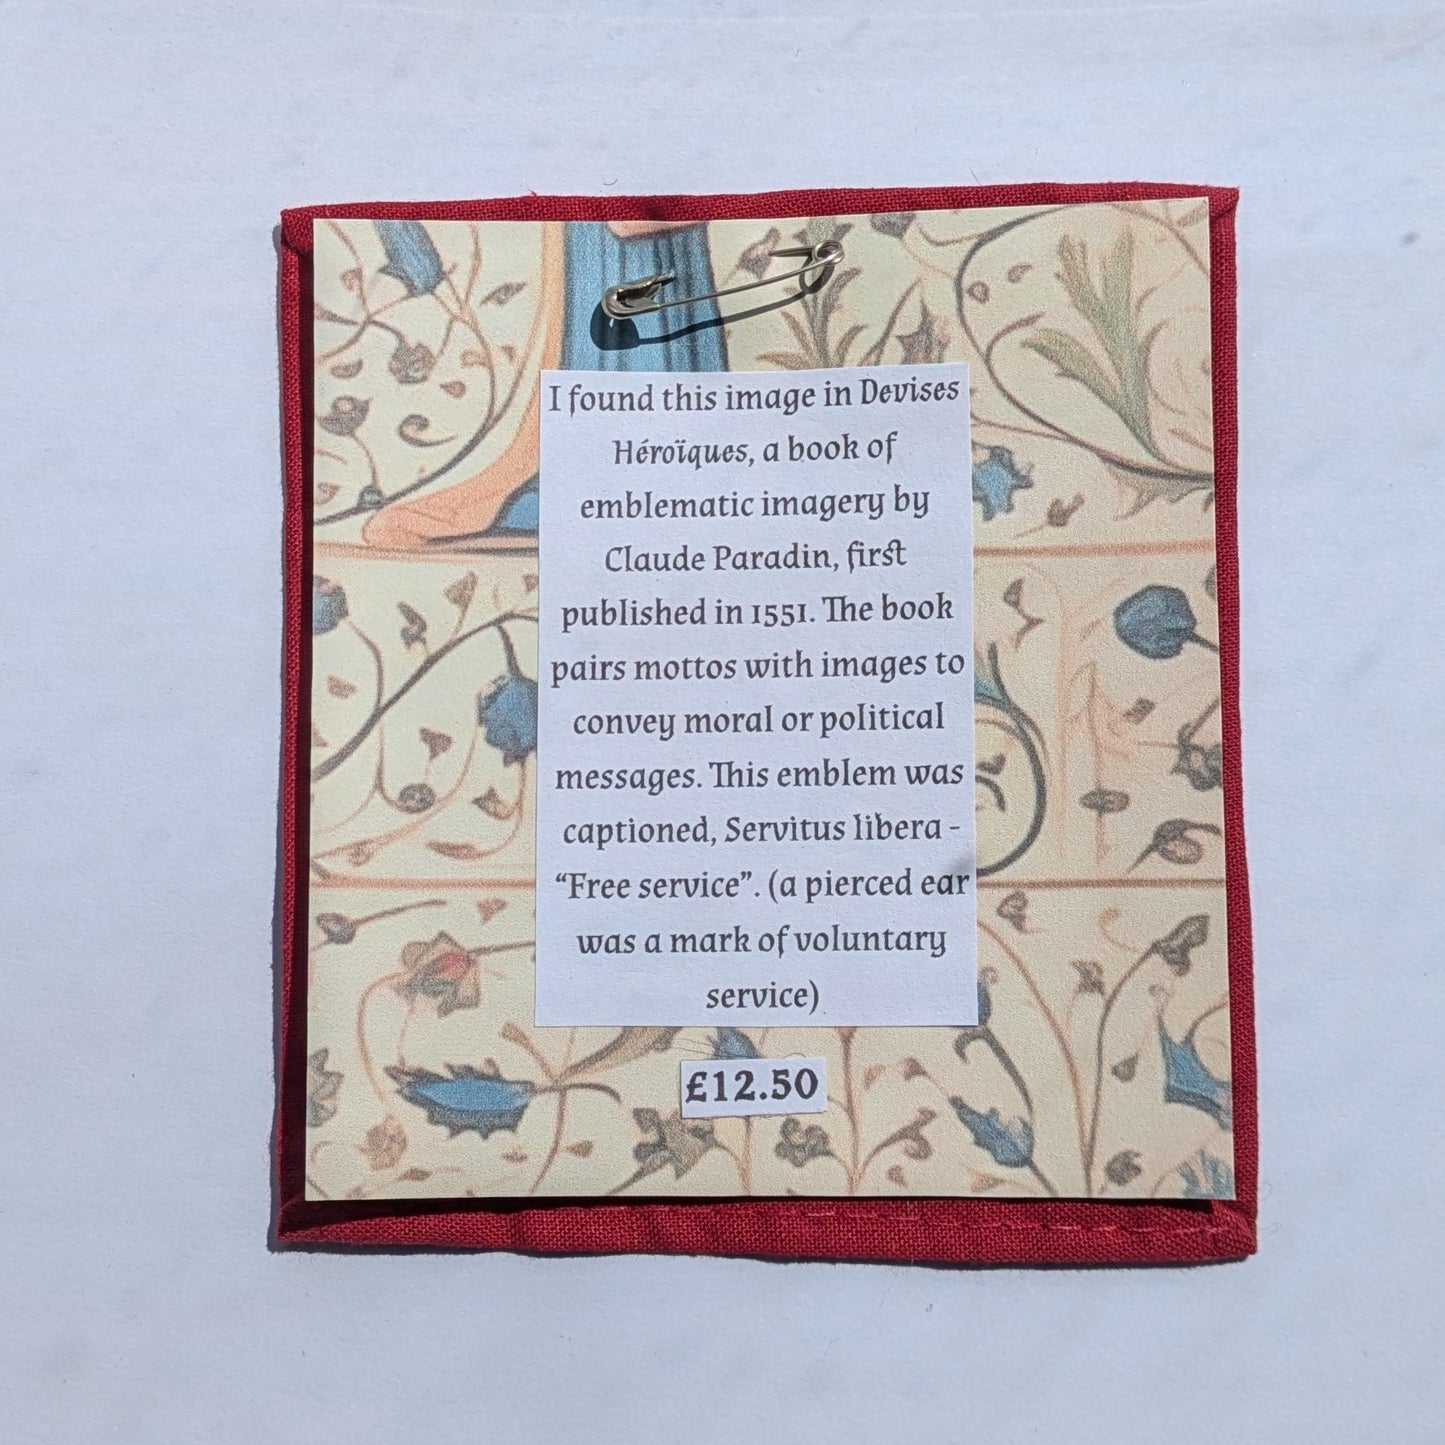 I found this image in Devises
Héroïques, a book of
emblematic imagery by
Claude Paradin, first
published in 1551. The book
pairs mottos with images to
convey moral or political
messages. This emblem was
captioned, Servitus libera -
“Free service”. (a pierced ear
was a mark of voluntary
service)
£12.50